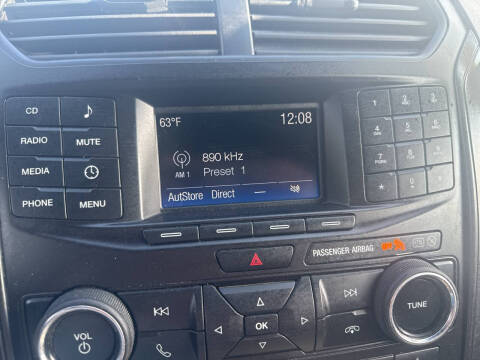 CD
RADIO MUTE
MEDIA
PHONE MENU
63°F 12:08
890 kHz
AM 1 Preset 1
AutStore Direct
1 2 3
4 5 6
7 8 9
* 0 #
PASSENGER AIRBAG
VOL
OK
TUNE